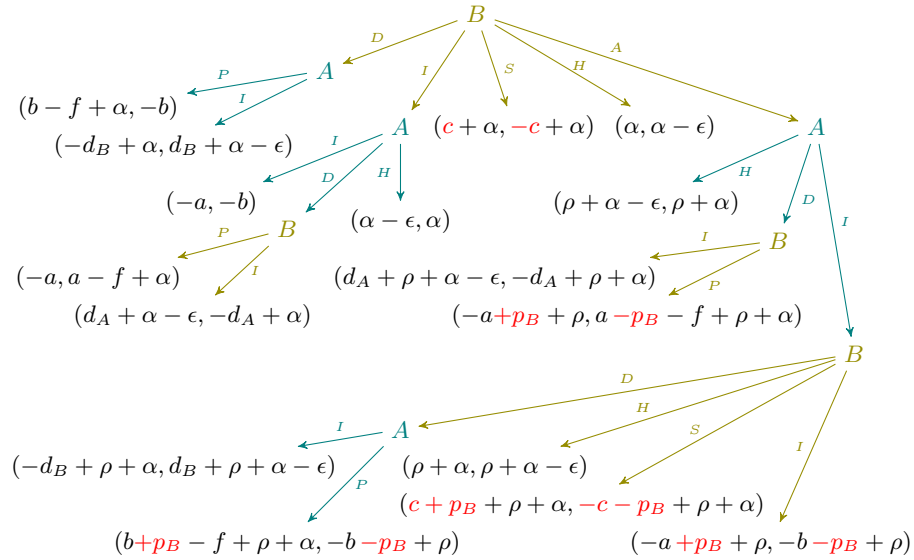 B
A
D
I
S
H
P
A
I
(b − f + α, −b)
(−d_B + α, d_B + α − ϵ)
A
(c + α, −c + α)
(α, α − ϵ)
A
I
D
H
H
D
I
(−a, −b)
(α − ϵ, α)
(ρ + α − ϵ, ρ + α)
B
B
P
I
I
P
(−a, a − f + α)
(d_A + ρ + α − ϵ, −d_A + ρ + α)
(d_A + α − ϵ, −d_A + α)
(−a+p_B + ρ, a −p_B − f + ρ + α)
B
D
H
S
I
A
I
P
(−d_B + ρ + α, d_B + ρ + α − ϵ)
(ρ + α, ρ + α − ϵ)
(c + p_B + ρ + α, −c − p_B + ρ + α)
(b+p_B − f + ρ + α, −b −p_B + ρ)
(−a +p_B + ρ, −b −p_B + ρ)